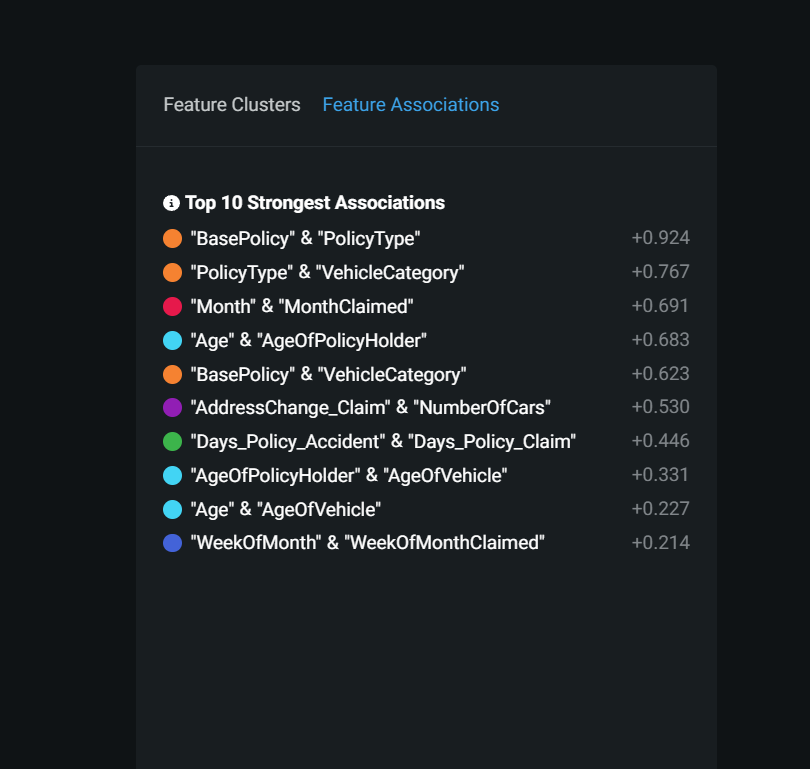 Feature Clusters Feature Associations
Top 10 Strongest Associations
"BasePolicy" & "PolicyType" +0.924
"PolicyType" & "VehicleCategory" +0.767
"Month" & "MonthClaimed" +0.691
"Age" & "AgeOfPolicyHolder" +0.683
"BasePolicy" & "VehicleCategory" +0.623
"AddressChange_Claim" & "NumberOfCars" +0.530
"Days_Policy_Accident" & "Days_Policy_Claim" +0.446
"AgeOfPolicyHolder" & "AgeOfVehicle" +0.331
"Age" & "AgeOfVehicle" +0.227
"WeekOfMonth" & "WeekOfMonthClaimed" +0.214